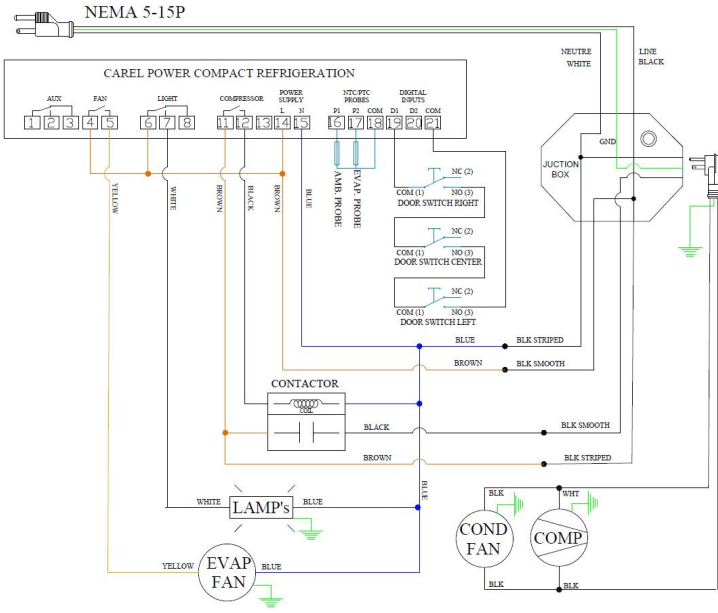 NEMA 5-15P
NEUTRE
WHITE
LINE
BLACK
CAREL POWER COMPACT REFRIGERATION
AUX
FAN
LIGHT
COMPRESSOR
POWER
SUPPLY
L
N
NTC/PTC
PROBES
P1
P2
COM
DIGITAL
INPUTS
D1
D2
COM
1 2 3 4 5 6 7 8 11 12 13 14 15 16 17 18 19 20 21
GND
JUCTION
BOX
YELLOW
WHITE
BROWN
BLACK
BROWN
BLUE
AMB. PROBE
EVAP. PROBE
NC (2)
COM (1)
NO (3)
DOOR SWITCH RIGHT
NC (2)
COM (1)
NO (3)
DOOR SWITCH CENTER
NC (2)
COM (1)
NO (3)
DOOR SWITCH LEFT
BLUE
BLK STRIPED
BROWN
BLK SMOOTH
CONTACTOR
COIL
BLACK
BLK SMOOTH
BROWN
BLK STRIPED
BLUE
WHITE
LAMP's
BLUE
BLK
WHT
COND
FAN
COMP
YELLOW
EVAP
FAN
BLUE
BLK
BLK